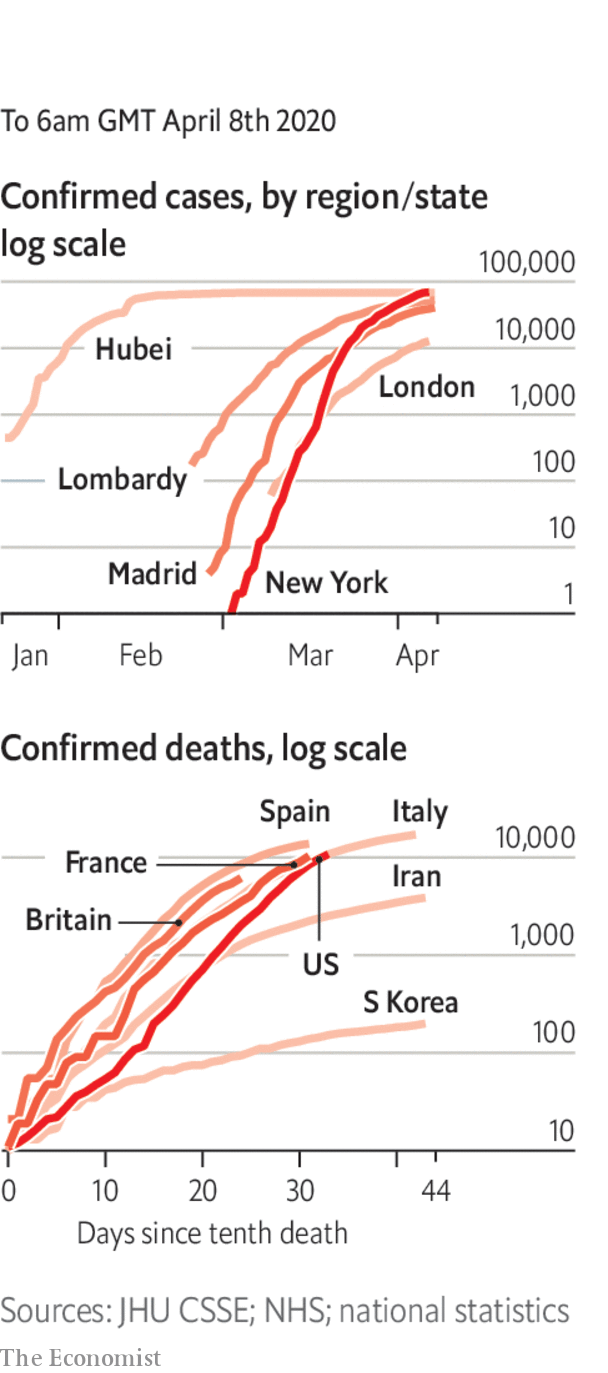 To 6am GMT April 8th 2020
Confirmed cases, by region/state
log scale
100,000
Hubei
10,000
London
1,000
Lombardy
100
10
Madrid
New York
1
Jan
Feb
Mar
Apr
Confirmed deaths, log scale
Spain
Italy
10,000
France
Iran
Britain
1,000
US
S Korea
100
10
0
10
20
30
44
Days since tenth death
Sources: JHU CSSE; NHS; national statistics
The Economist